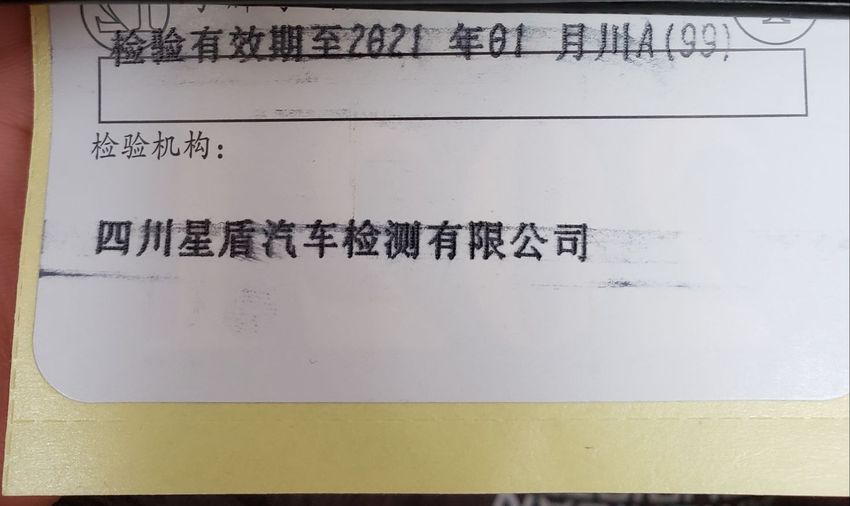 检验有效期至2021 年01 月川A(99)
检验机构：
四川星盾汽车检测有限公司